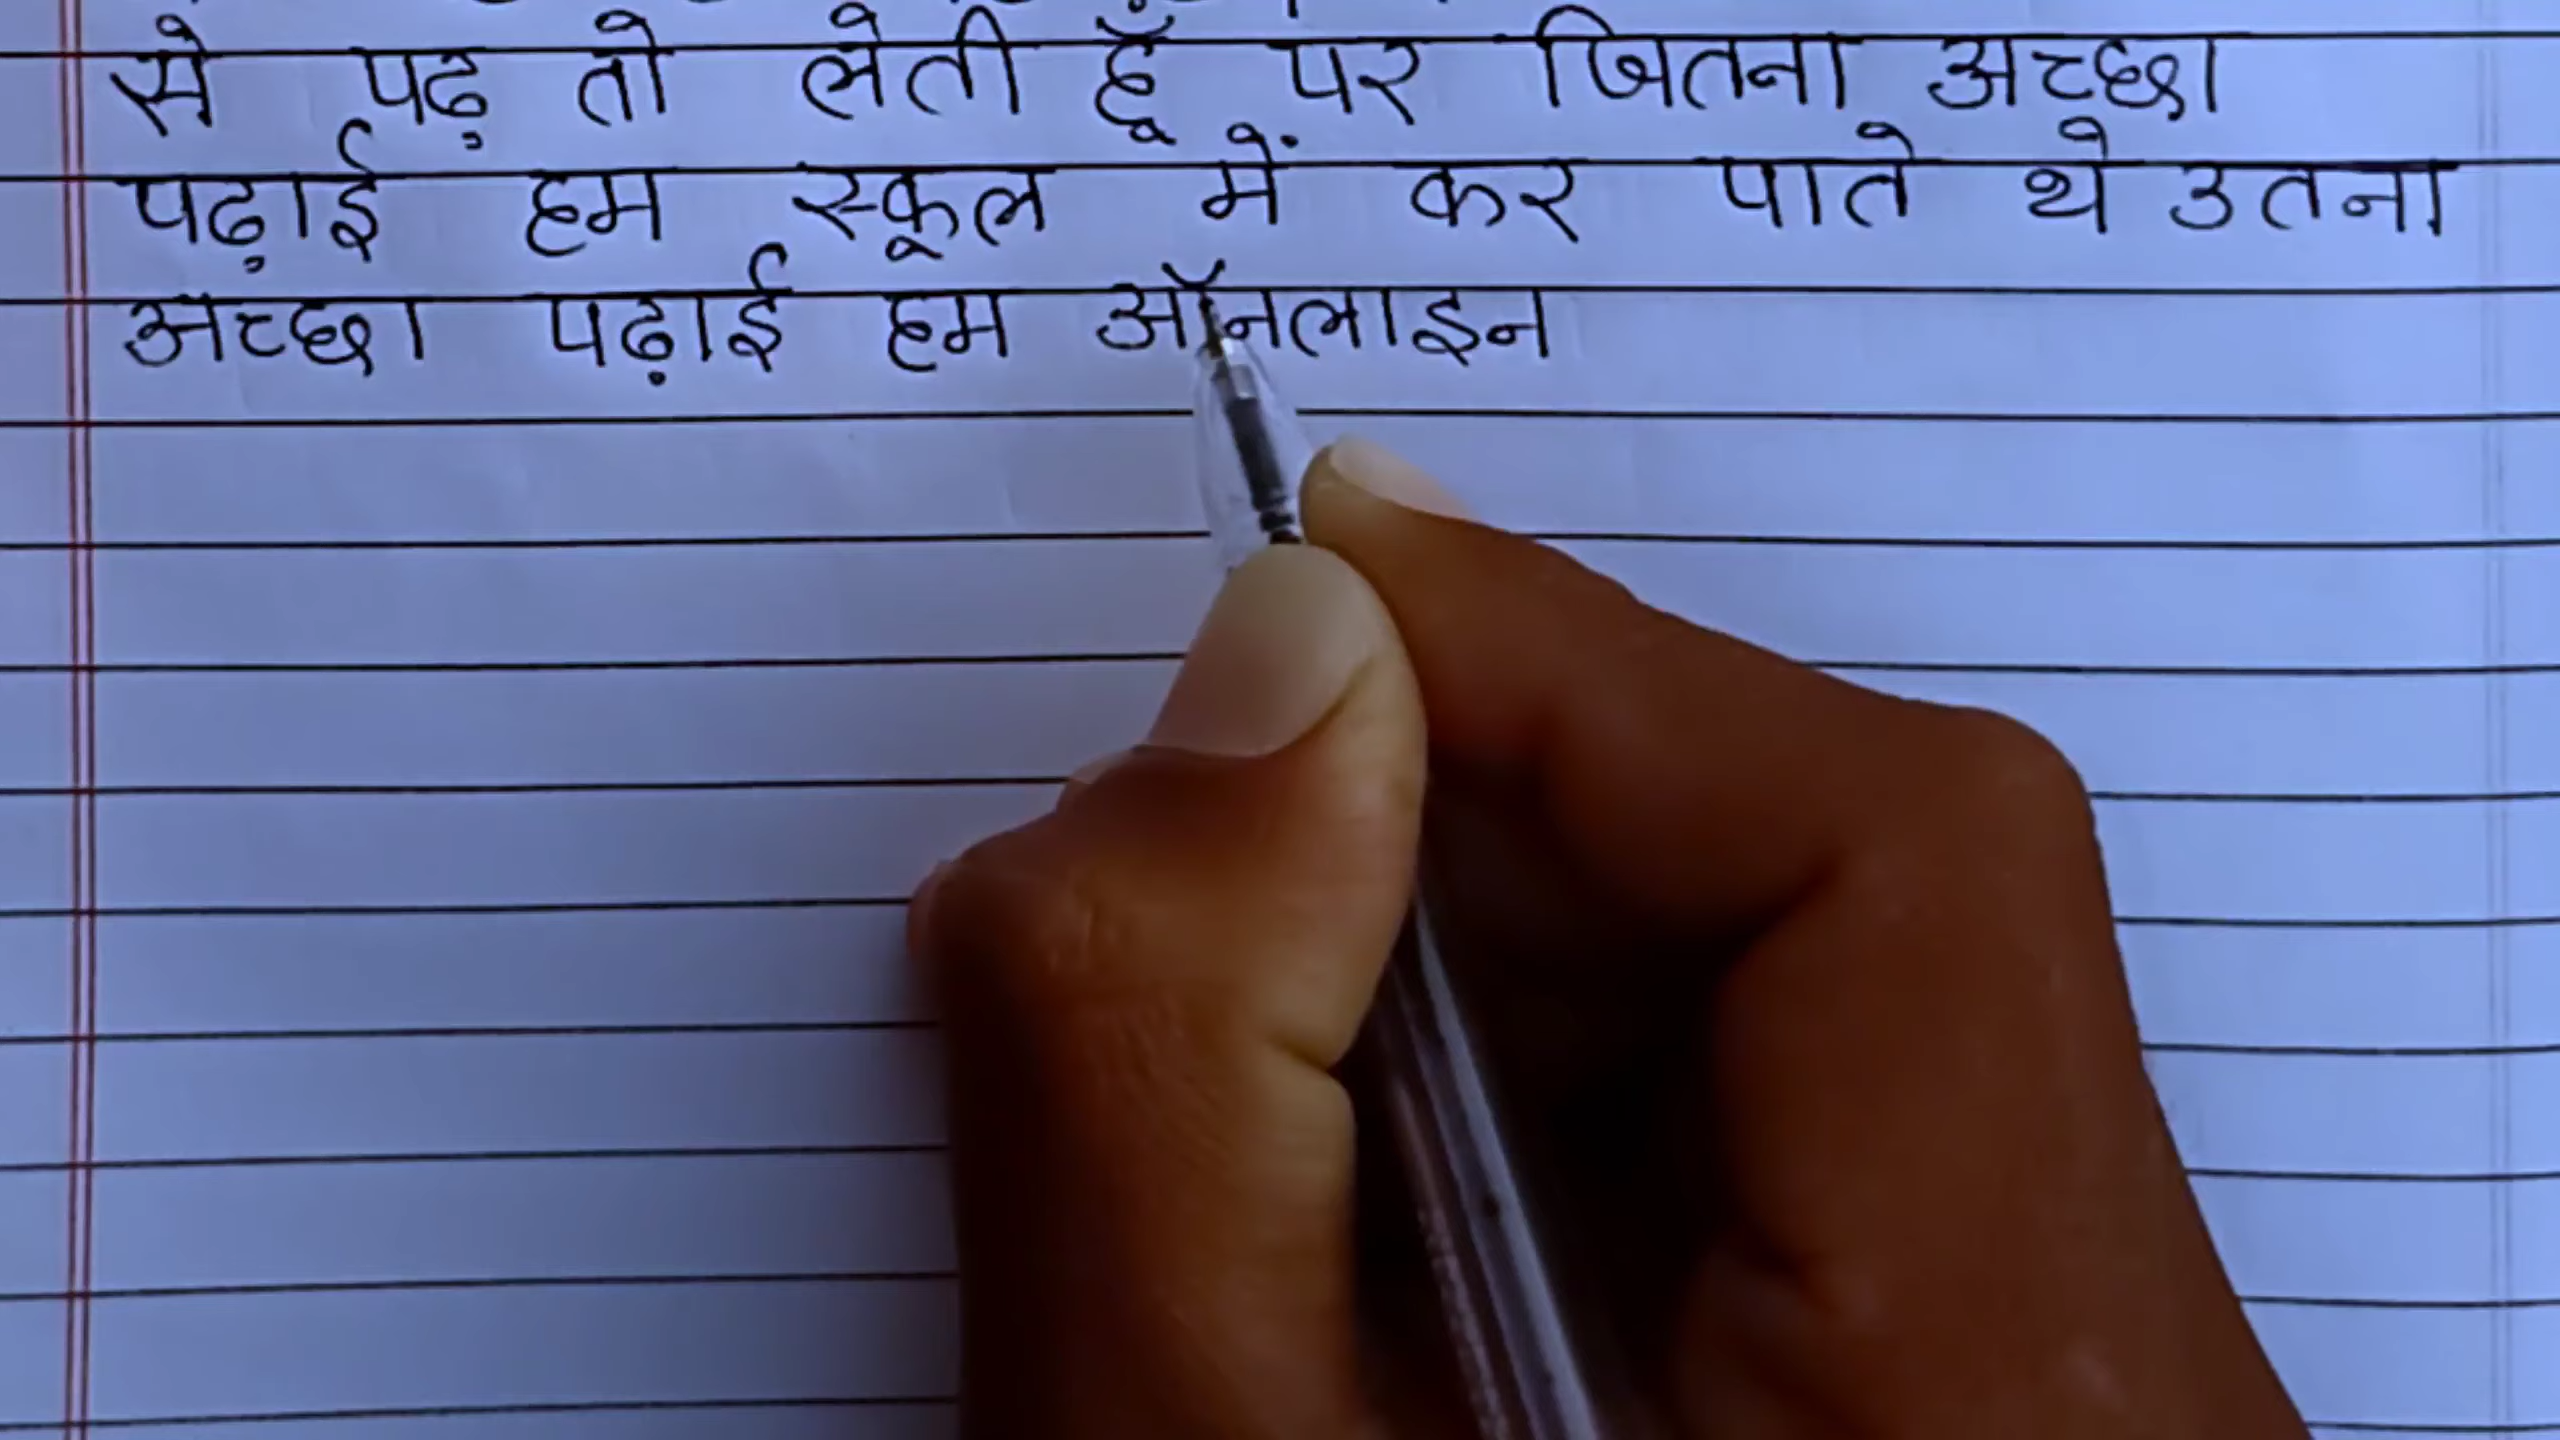 से पढ़ तो लेती हूँ पर जितना अच्छा
पढ़ाई हम स्कूल में कर पाते थे उतना
अच्छा पढ़ाई हम ऑनलाइन